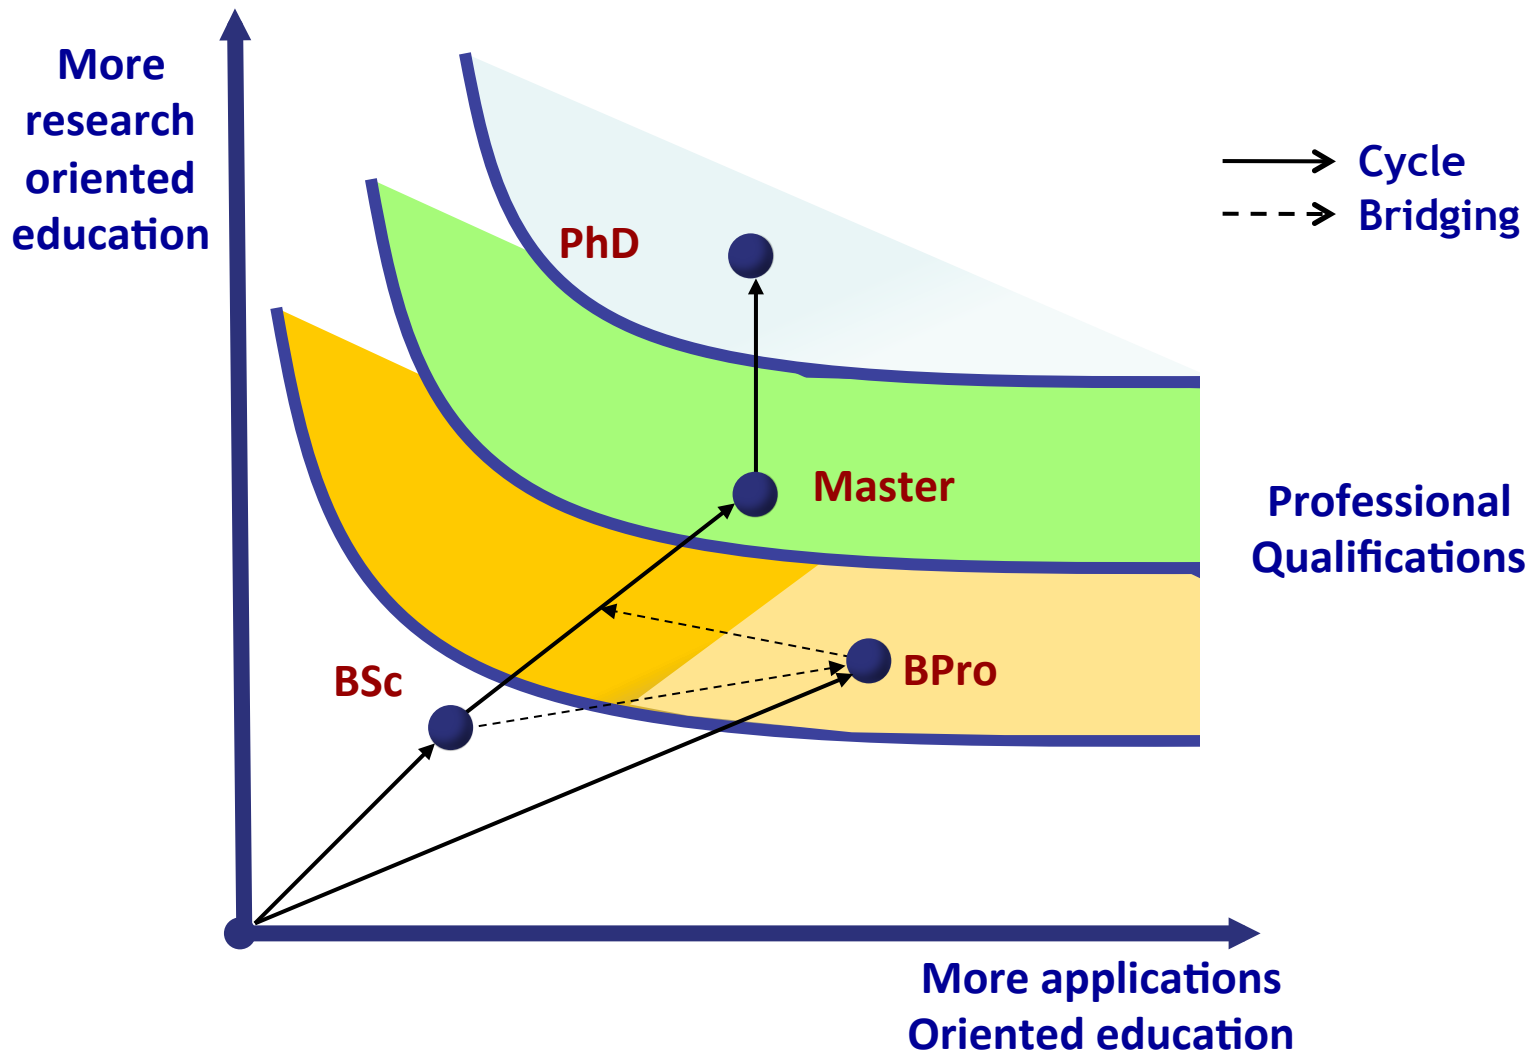 More
research
oriented
education
Cycle
Bridging
PhD
Master
Professional
Qualifications
BSc
BPro
More applications
Oriented education